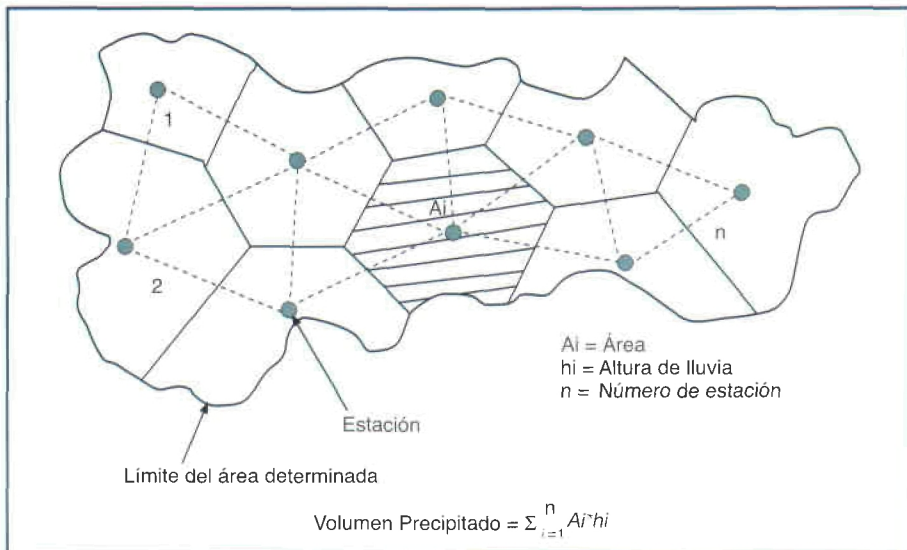 1
Ai
n
2
Ai = Área
hi = Altura de lluvia
n = Número de estación
Estación
Límite del área determinada
Volumen Precipitado = Σ n i=1 Ai*hi